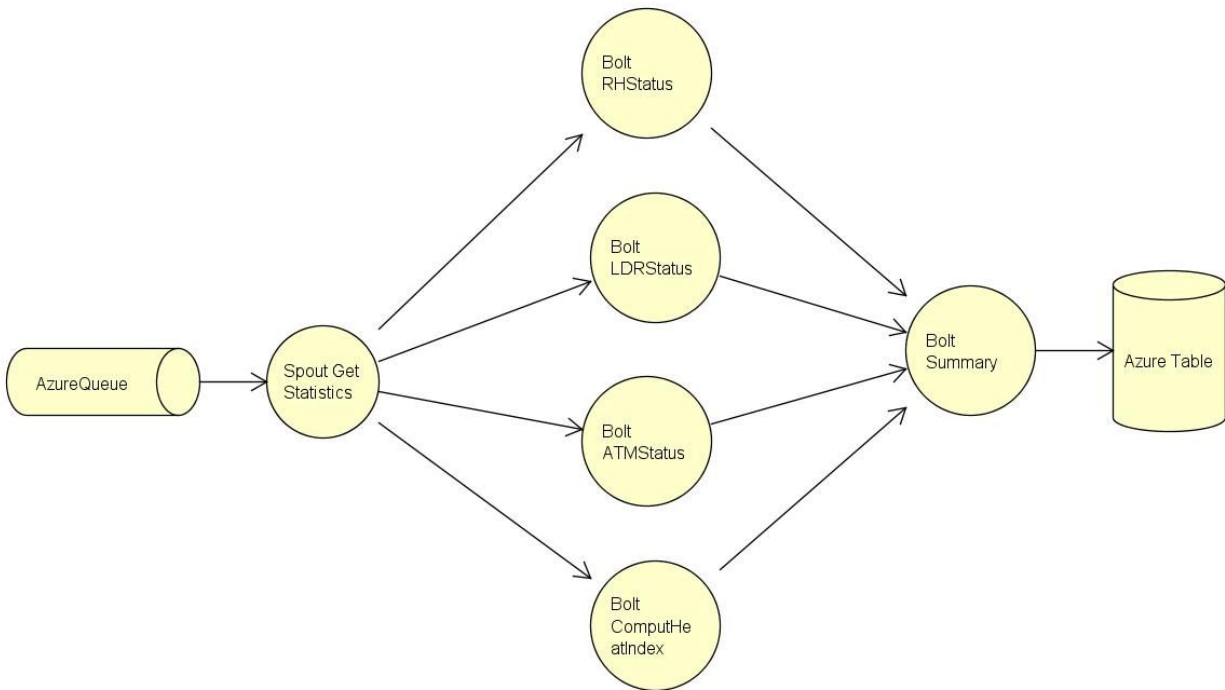 Bolt
RHStatus
Bolt
LDRStatus
AzureQueue
Spout Get
Statistics
Bolt
Summary
Azure Table
Bolt
ATMStatus
Bolt
ComputHe
atIndex